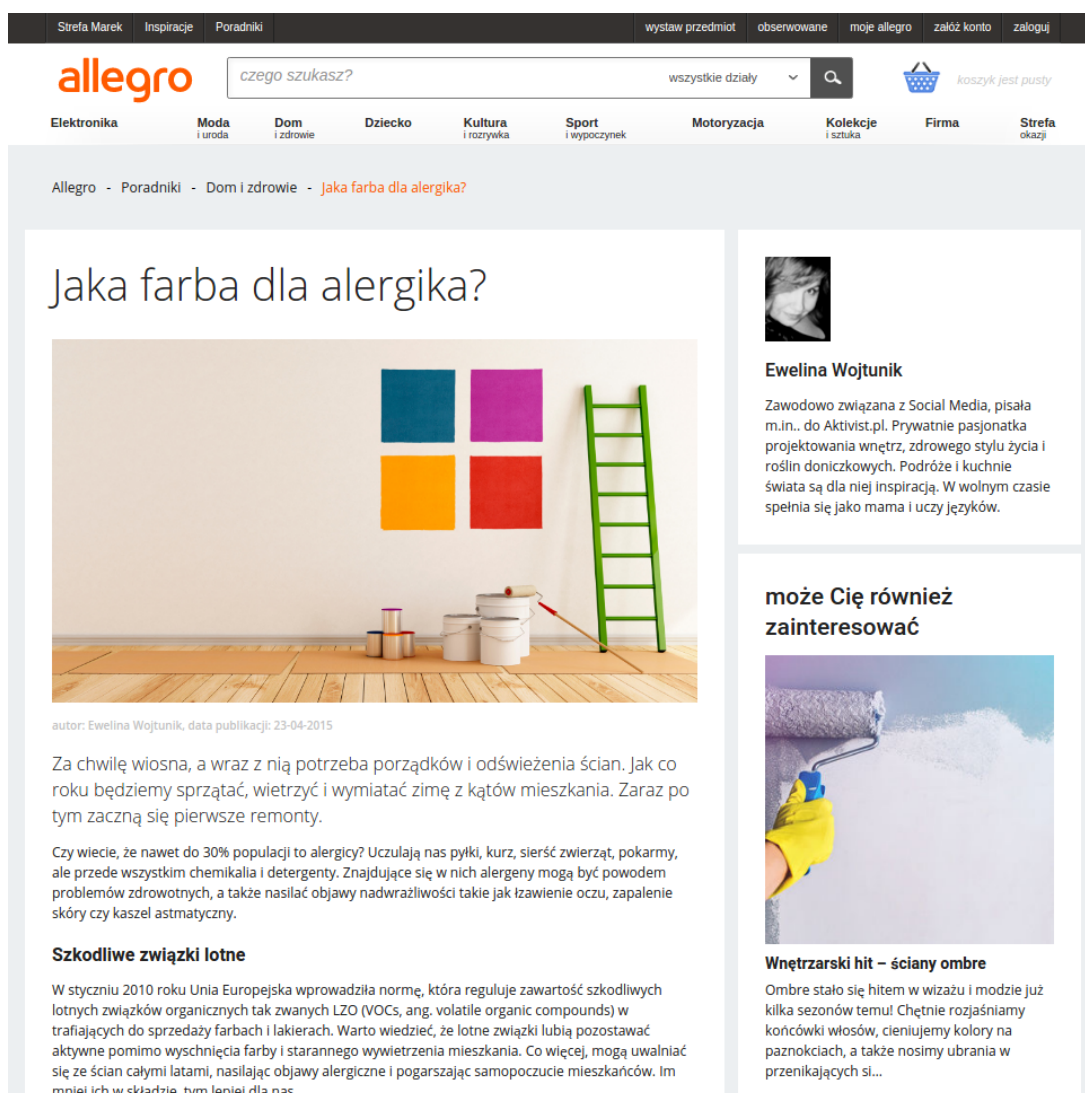 Strefa Marek Inspiracje Poradniki wystaw przedmiot obserwowane moje allegro załóż konto zaloguj
allegro czego szukasz? wszystkie działy koszyk jest pusty
Elektronika Moda Dom Dziecko Kultura Sport Motoryzacja Kolekcje Firma Strefa
i uroda i zdrowie i rozrywka i wypoczynek i sztuka okazji
Allegro - Poradniki - Dom i zdrowie - Jaka farba dla alergika?
Jaka farba dla alergika?
autor: Ewelina Wojtunik, data publikacji: 23-04-2015
Za chwilę wiosna, a wraz z nią potrzeba porządków i odświeżenia ścian. Jak co
roku będziemy sprzątać, wietrzyć i wymiatać zimę z kątów mieszkania. Zaraz po
tym zaczną się pierwsze remonty.
Czy wiecie, że nawet do 30% populacji to alergicy? Uczulają nas pyłki, kurz, sierść zwierząt, pokarmy,
ale przede wszystkim chemikalia i detergenty. Znajdujące się w nich alergeny mogą być powodem
problemów zdrowotnych, a także nasilać objawy nadwrażliwości takie jak łzawienie oczu, zapalenie
skóry czy kaszel astmatyczny.
Szkodliwe związki lotne
W styczniu 2010 roku Unia Europejska wprowadziła normę, która reguluje zawartość szkodliwych
lotnych związków organicznych tak zwanych LZO (VOCs, ang. volatile organic compounds) w
trafiających do sprzedaży farbach i lakierach. Warto wiedzieć, że lotne związki lubią pozostawać
aktywne pomimo wyschnięcia farby i starannego wywietrzenia mieszkania. Co więcej, mogą uwalniać
się ze ścian całymi latami, nasilając objawy alergiczne i pogarszając samopoczucie mieszkańców. Im
mniej ich w składzie, tym lepiej dla nas
Ewelina Wojtunik
Zawodowo związana z Social Media, pisała
m.in.. do Aktivist.pl. Prywatnie pasjonatka
projektowania wnętrz, zdrowego stylu życia i
roślin doniczkowych. Podróże i kuchnie
świata są dla niej inspiracją. W wolnym czasie
spełnia się jako mama i uczy języków.
może Cię również
zainteresować
Wnętrzarski hit – ściany ombre
Ombre stało się hitem w wizażu i modzie już
kilka sezonów temu! Chętnie rozjaśniamy
końcówki włosów, cieniujemy kolory na
paznokciach, a także nosimy ubrania w
przenikających si...